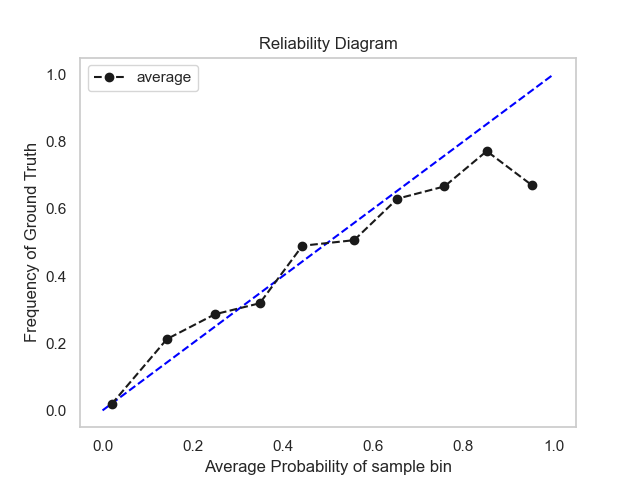 Reliability Diagram
average
Frequency of Ground Truth
1.0
0.8
0.6
0.4
0.2
0.0
0.0 0.2 0.4 0.6 0.8 1.0
Average Probability of sample bin